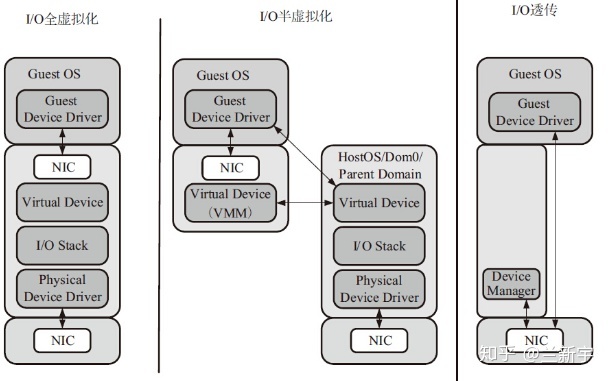 I/O全虚拟化
Guest OS
Guest
Device Driver
NIC
Virtual Device
I/O Stack
Physical
Device Driver
NIC
I/O半虚拟化
Guest OS
Guest
Device Driver
NIC
Virtual Device
(VMM)
HostOS/Dom0/
Parent Domain
Virtual Device
I/O Stack
Physical
Device Driver
NIC
I/O透传
Guest OS
Guest
Device Driver
Device
Manager
NIC
知乎 @兰新宇